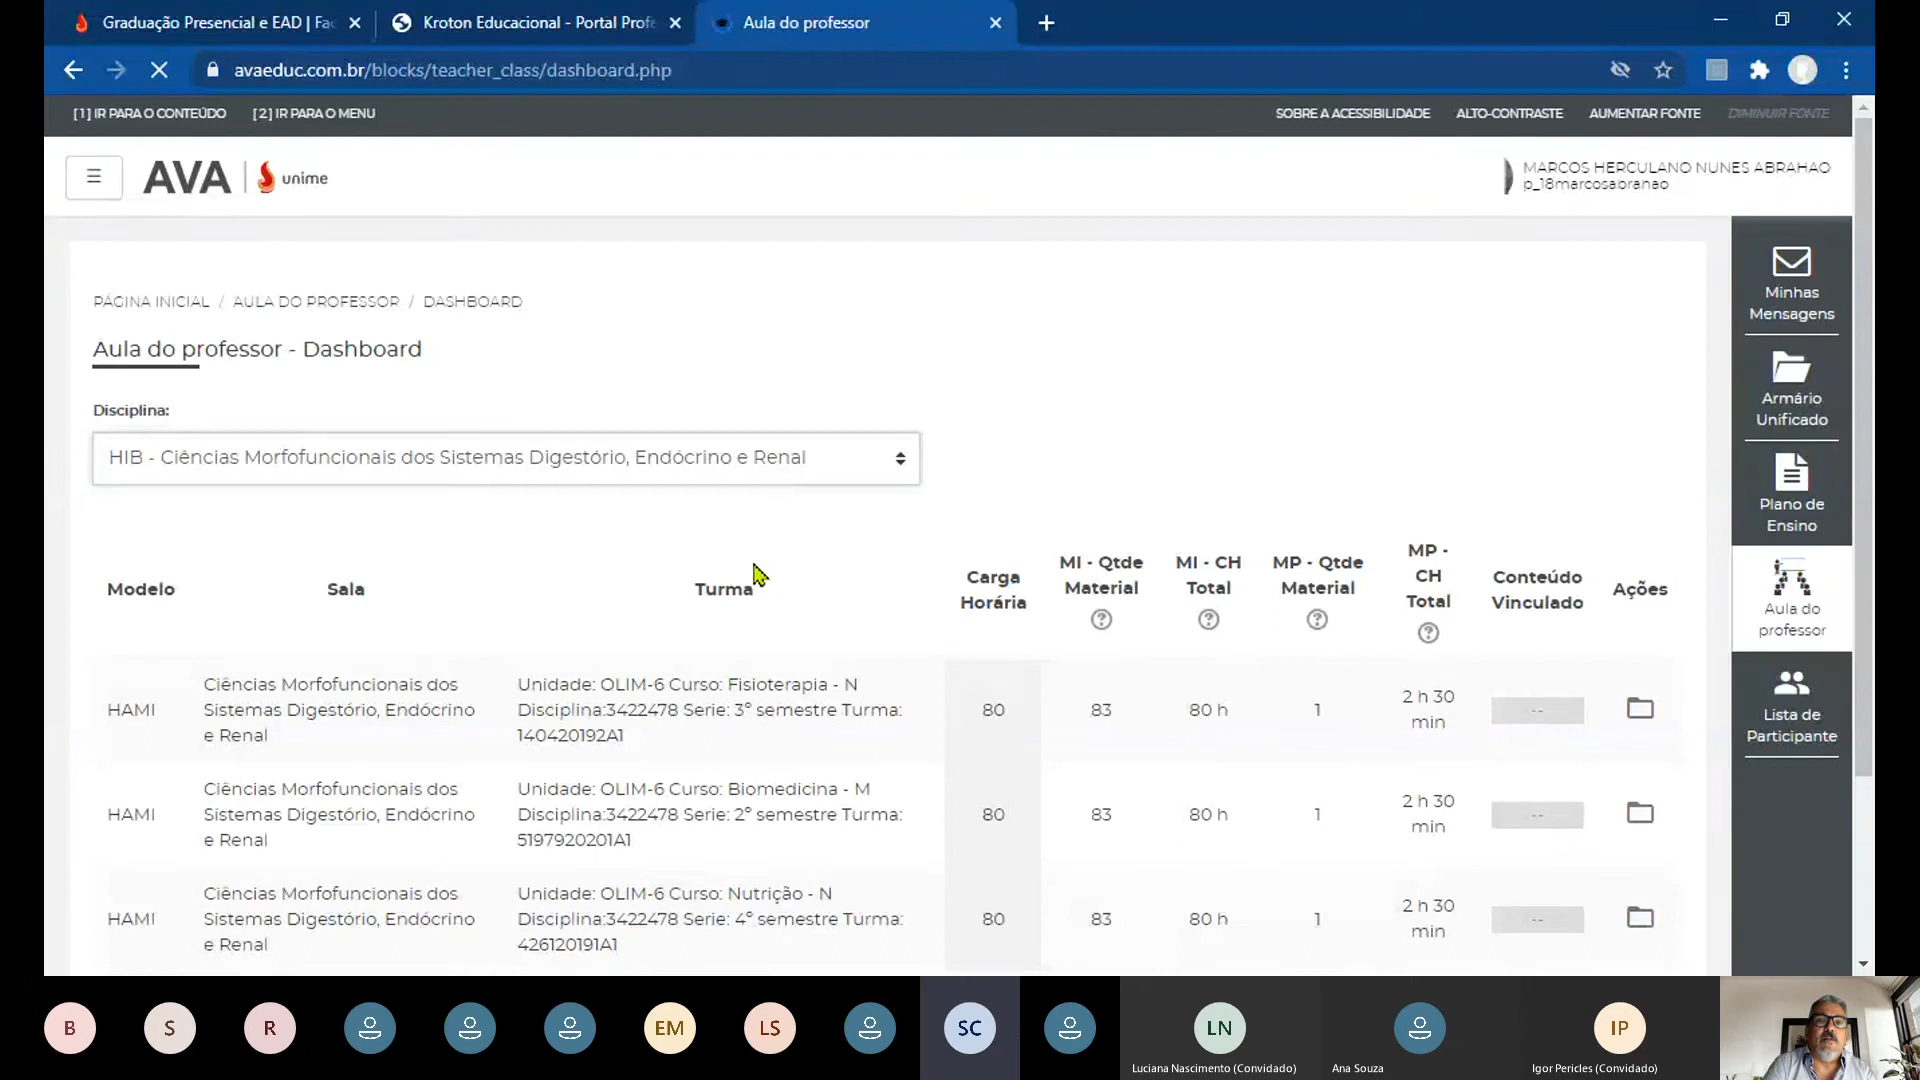 Graduação Presencial e EAD | Fac
Kroton Educacional - Portal Profe
Aula do professor
avaeduc.com.br/blocks/teacher_class/dashboard.php
[1] IR PARA O CONTEÚDO
[2] IR PARA O MENU
SOBRE A ACESSIBILIDADE
ALTO-CONTRASTE
AUMENTAR FONTE
DIMINUIR FONTE
AVA unime
MARCOS HERCULANO NUNES ABRAHAO
p_18marcosabrahao
PÁGINA INICIAL / AULA DO PROFESSOR / DASHBOARD
Aula do professor - Dashboard
Disciplina:
HIB - Ciências Morfofuncionais dos Sistemas Digestório, Endócrino e Renal
Modelo
Sala
Turma
Carga
Horária
MI - Qtde
Material
MI - CH
Total
MP - Qtde
Material
MP -
CH
Total
Conteúdo
Vinculado
Ações
HAMI
Ciências Morfofuncionais dos
Sistemas Digestório, Endócrino
e Renal
Unidade: OLIM-6 Curso: Fisioterapia - N
Disciplina:3422478 Serie: 3º semestre Turma:
140420192A1
80
83
80 h
1
2 h 30
min
--
HAMI
Ciências Morfofuncionais dos
Sistemas Digestório, Endócrino
e Renal
Unidade: OLIM-6 Curso: Biomedicina - M
Disciplina:3422478 Serie: 2º semestre Turma:
5197920201A1
80
83
80 h
1
2 h 30
min
--
HAMI
Ciências Morfofuncionais dos
Sistemas Digestório, Endócrino
e Renal
Unidade: OLIM-6 Curso: Nutrição - N
Disciplina:3422478 Serie: 4º semestre Turma:
426120191A1
80
83
80 h
1
2 h 30
min
--
Minhas
Mensagens
Armário
Unificado
Plano de
Ensino
Aula do
professor
Lista de
Participante
B
S
R
EM
LS
SC
LN
IP
Luciana Nascimento (Convidado)
Ana Souza
Igor Pericles (Convidado)